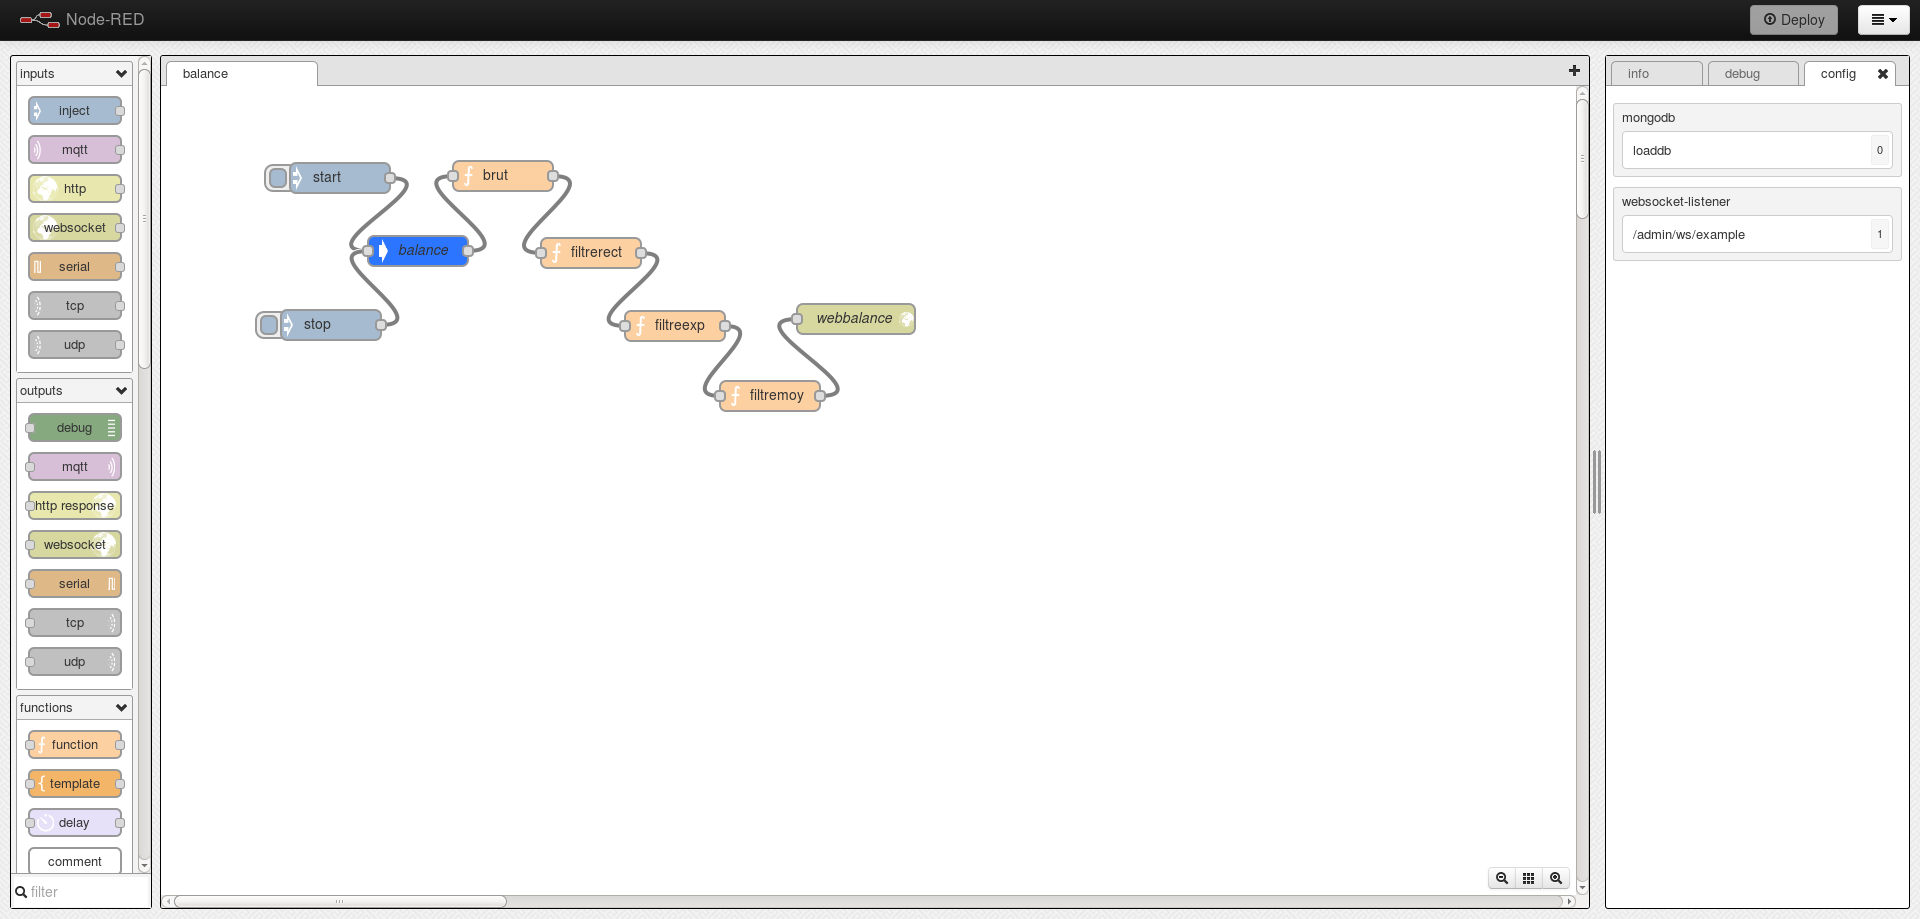 Node-RED
Deploy
inputs
inject
mqtt
http
websocket
serial
tcp
udp
outputs
debug
mqtt
http response
websocket
serial
tcp
udp
functions
function
template
delay
comment
filter
balance
start
brut
balance
filtrerect
stop
filtreexp
webbalance
filtremoy
info
debug
config
mongodb
loaddb 0
websocket-listener
/admin/ws/example 1